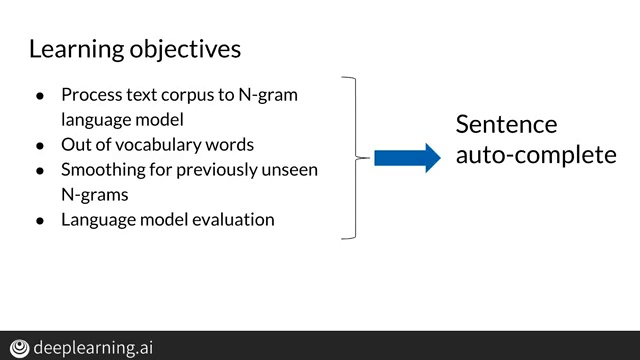 Learning objectives
● Process text corpus to N-gram
language model
● Out of vocabulary words
● Smoothing for previously unseen
N-grams
● Language model evaluation
Sentence
auto-complete
deeplearning.ai